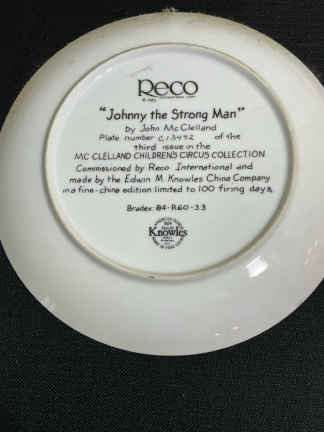 Reco
"Johnny the Strong Man"
by John McClelland
Plate number of the
third issue in the
MC CLELLAND CHILDREN'S CIRCUS COLLECTION
Commissioned by Reco International and
made by the Edwin M. Knowles China Company
in a fine-china edition limited to 100 firing days.
Bradex: 84-R60-3.3
Knowles